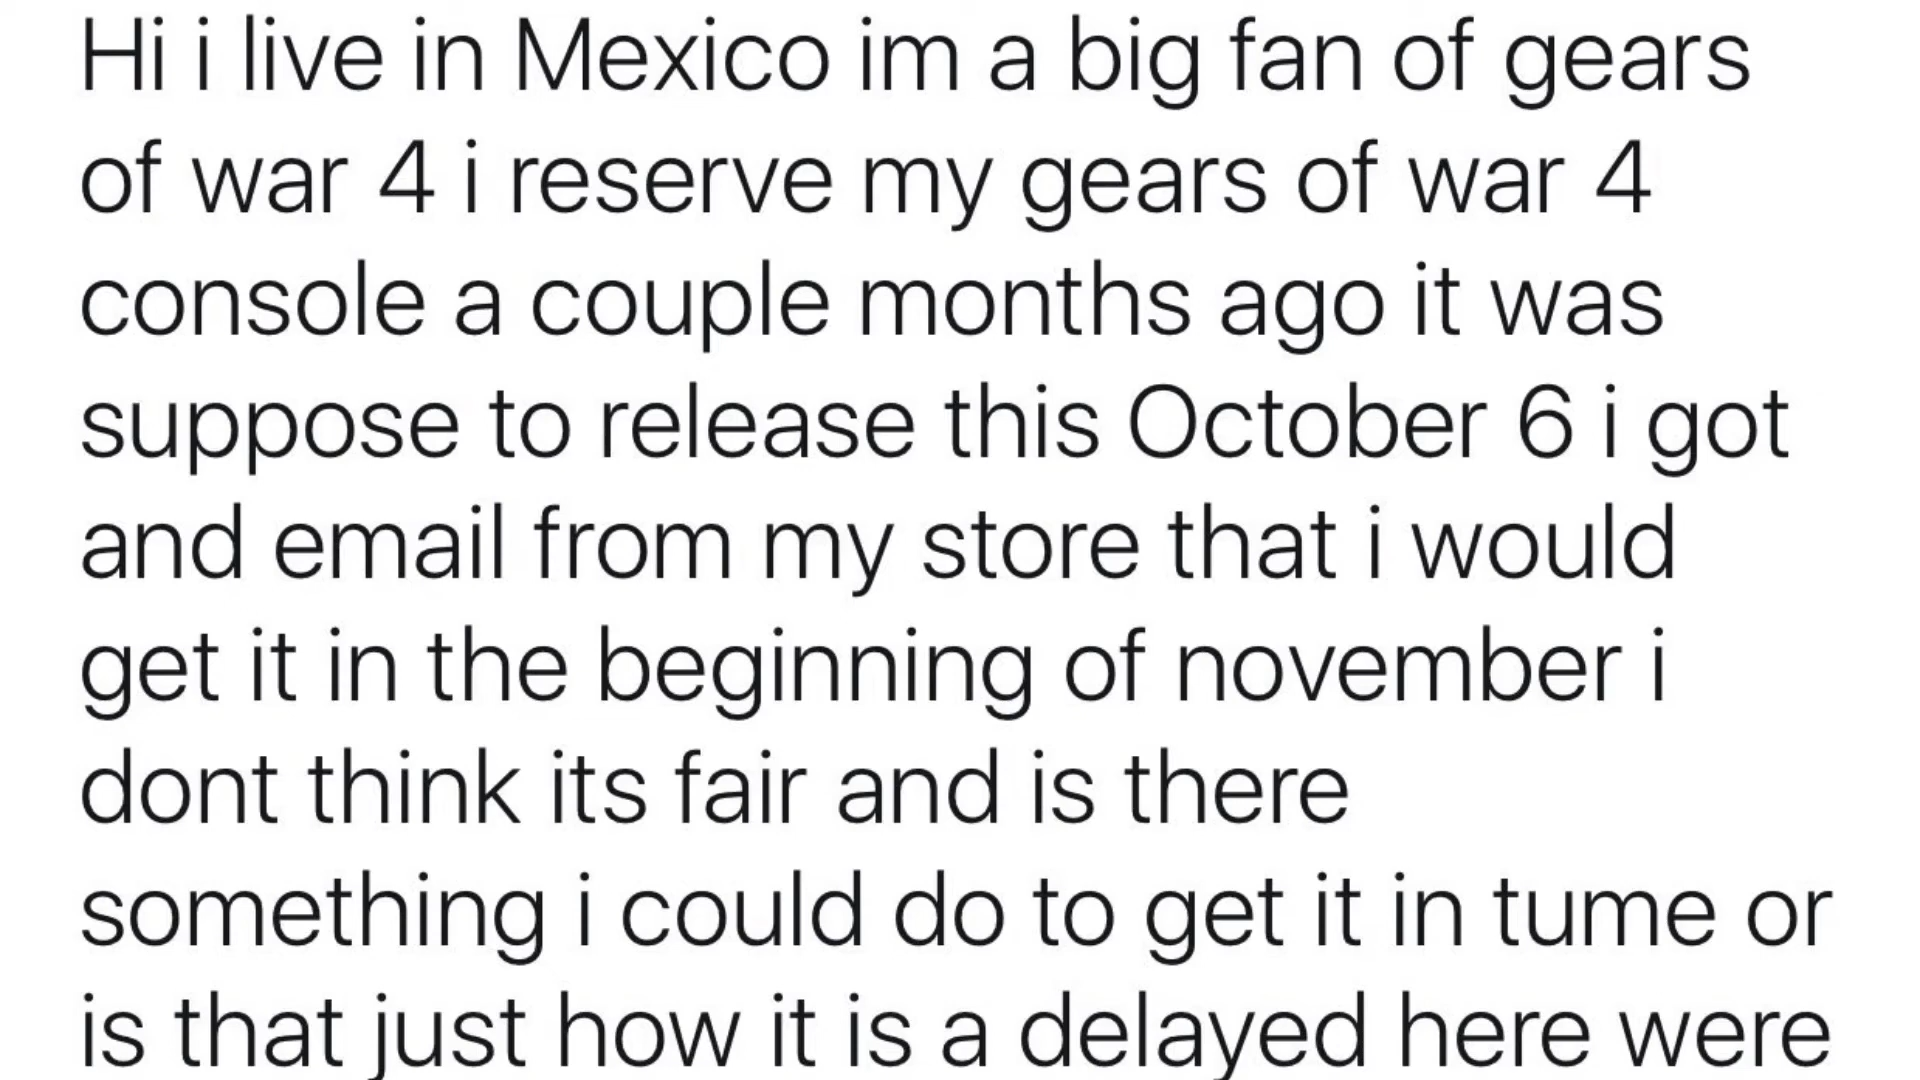 Hi i live in Mexico im a big fan of gears
of war 4 i reserve my gears of war 4
console a couple months ago it was
suppose to release this October 6 i got
and email from my store that i would
get it in the beginning of november i
dont think its fair and is there
something i could do to get it in tume or
is that just how it is a delayed here were